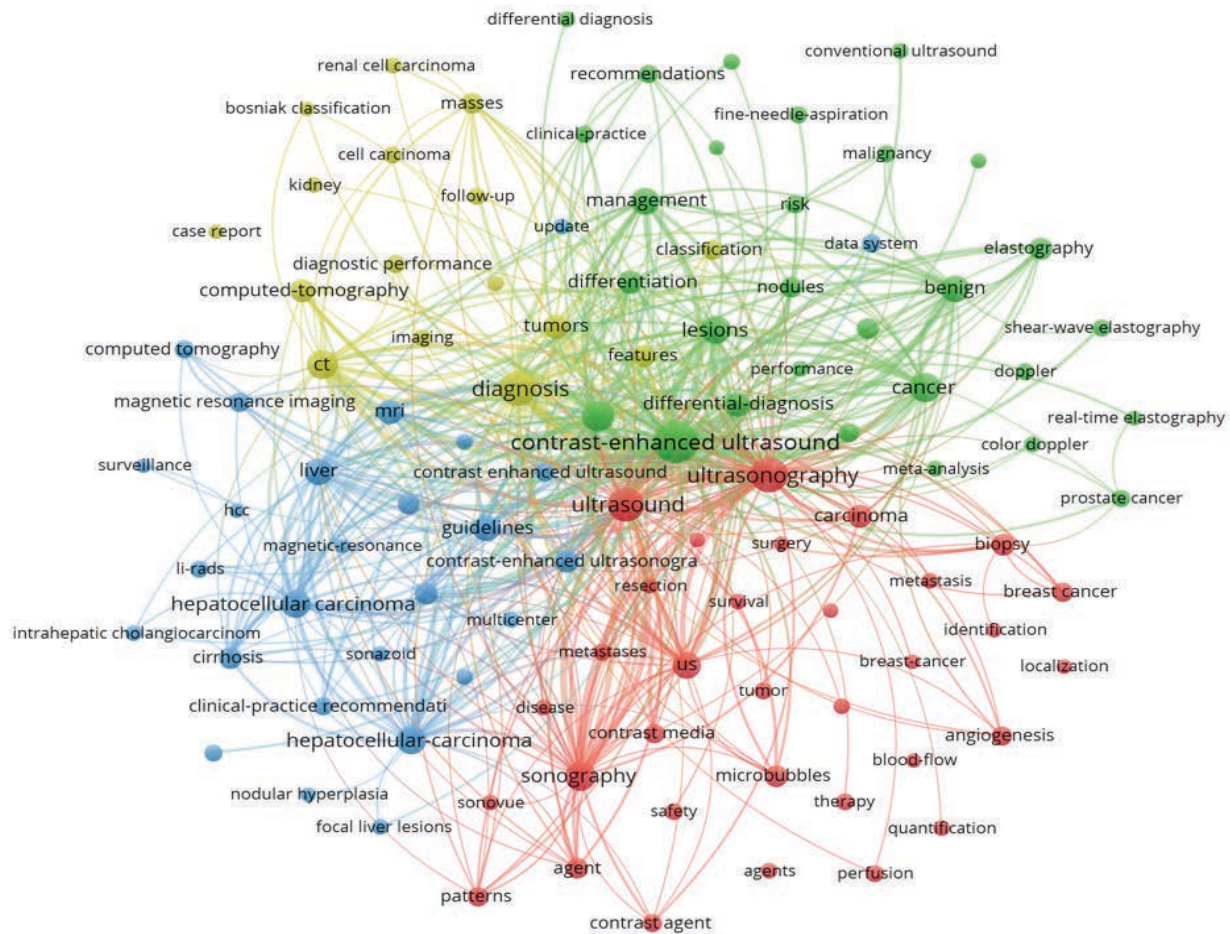 differential diagnosis
conventional ultrasound
renal cell carcinoma
recommendations
bosniak classification
masses
fine-needle-aspiration
clinical-practice
cell carcinoma
malignancy
kidney
follow-up
management
risk
case report
update
classification
data system
elastography
diagnostic performance
differentiation
nodules
benign
computed-tomography
tumors
lesions
shear-wave elastography
imaging
computed tomography
features
ct
performance
doppler
diagnosis
cancer
magnetic resonance imaging
mri
differential-diagnosis
real-time elastography
contrast-enhanced ultrasound
color doppler
surveillance
liver
contrast enhanced ultrasound
ultrasonography
meta-analysis
prostate cancer
hcc
ultrasound
guidelines
carcinoma
magnetic-resonance
surgery
biopsy
li-rads
contrast-enhanced ultrasonogra
resection
metastasis
breast cancer
hepatocellular carcinoma
survival
multicenter
identification
intrahepatic cholangiocarcinom
cirrhosis
sonazoid
metastases
us
breast-cancer
localization
tumor
clinical-practice recommendati
disease
contrast media
angiogenesis
hepatocellular-carcinoma
blood-flow
sonography
microbubbles
nodular hyperplasia
sonovue
safety
therapy
focal liver lesions
quantification
agent
agents
perfusion
patterns
contrast agent